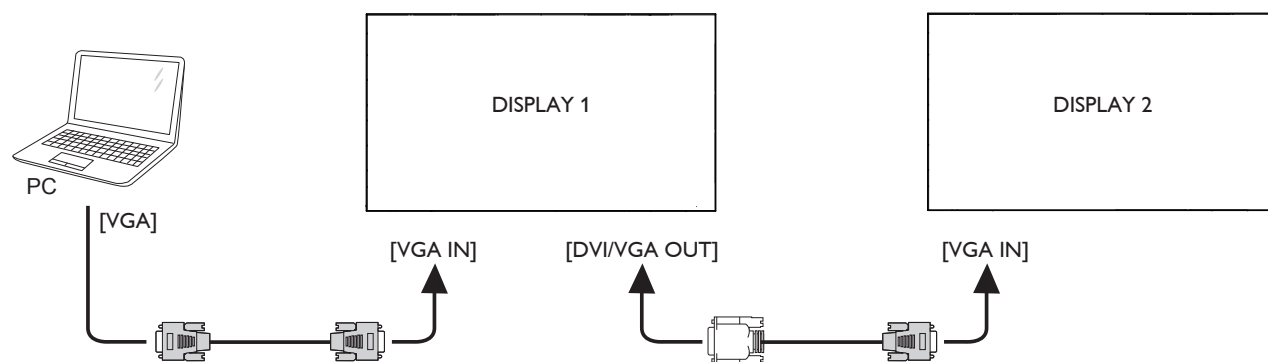 DISPLAY 1
DISPLAY 2
PC
[VGA]
[VGA IN]
[DVI/VGA OUT]
[VGA IN]